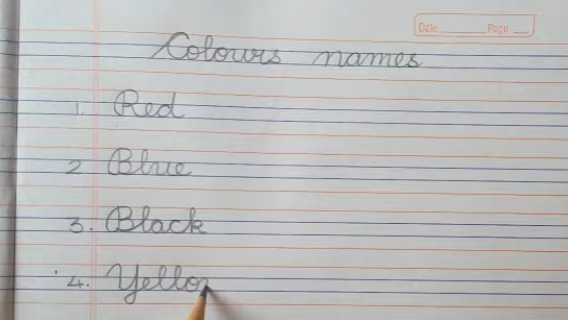 Date Page
Colours names
1. Red
2 Blue
3. Black
4. Yello